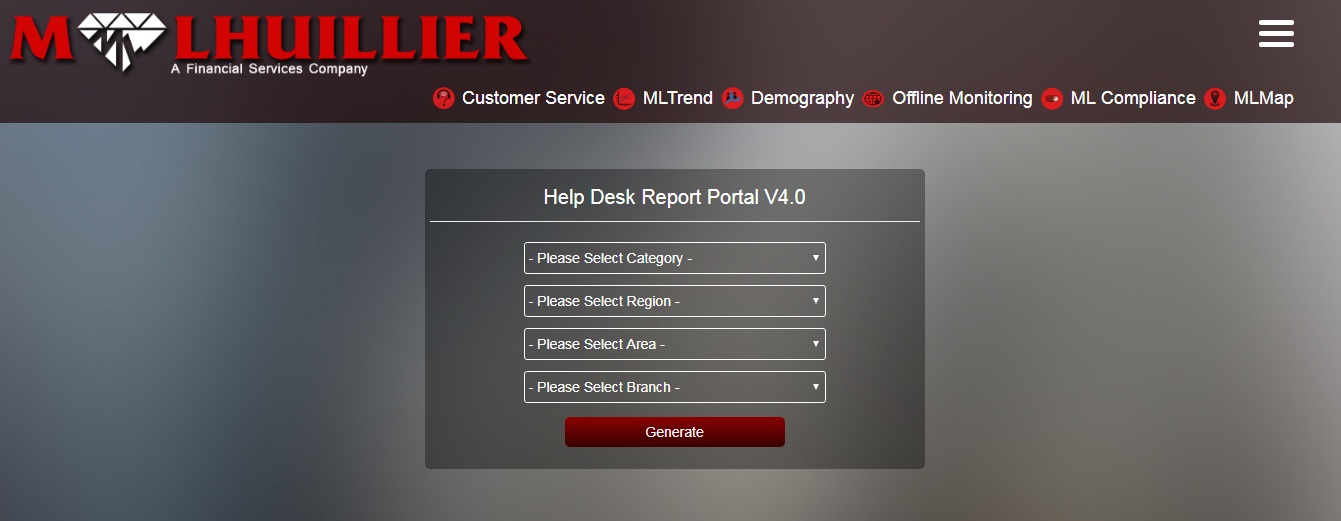 M LHUILLIER
A Financial Services Company
Customer Service MLTrend Demography Offline Monitoring ML Compliance MLMap
Help Desk Report Portal V4.0
- Please Select Category -
- Please Select Region -
- Please Select Area -
- Please Select Branch -
Generate